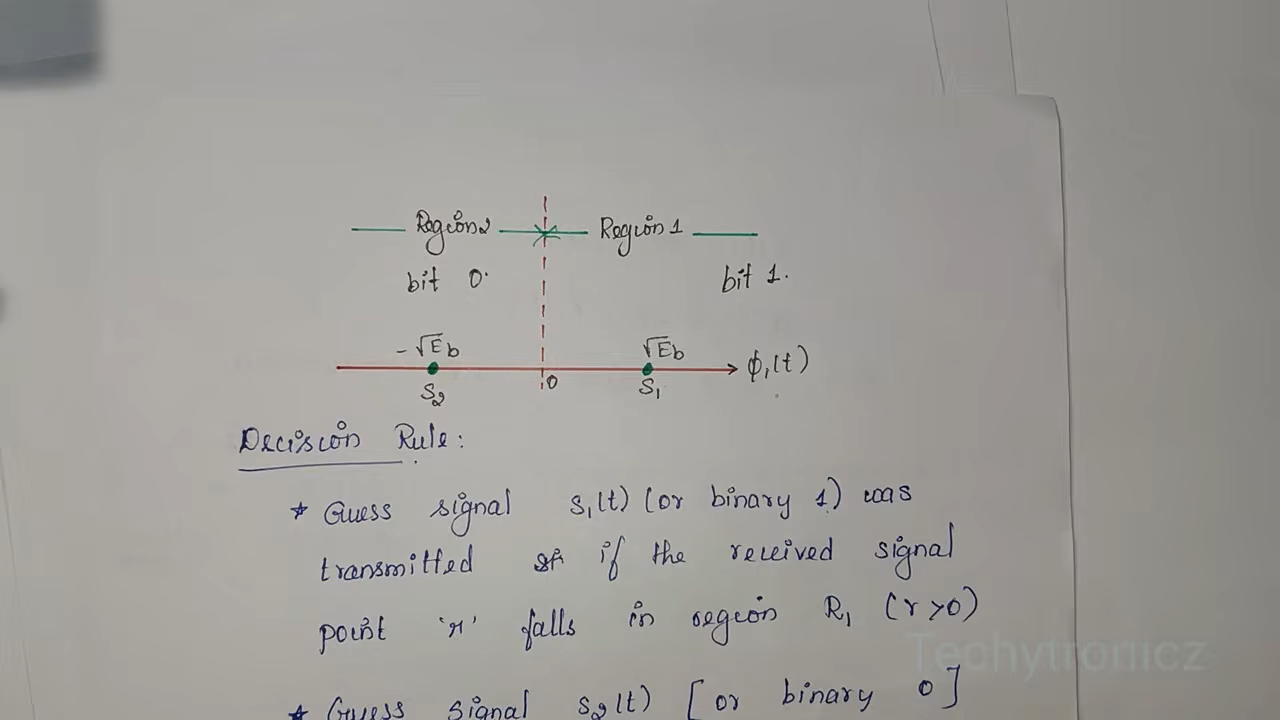 Region 2 Region 1
bit 0. bit 1.
-√Eb √Eb
ϕ₁(t)
S₂ 0 S₁
Decision Rule:
* Guess signal S₁(t) (or binary 1) was
transmitted if the received signal
point 'r' falls in region R₁ (r>0)
* Guess signal S₂(t) [or binary 0]
Techytronicz